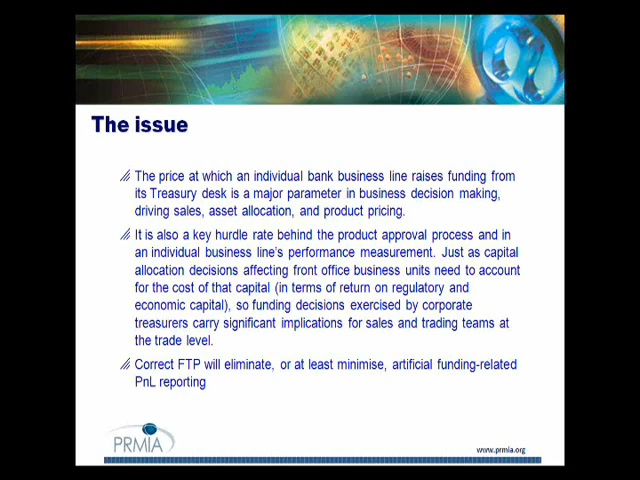 The issue
The price at which an individual bank business line raises funding from
its Treasury desk is a major parameter in business decision making,
driving sales, asset allocation, and product pricing.
It is also a key hurdle rate behind the product approval process and in
an individual business line's performance measurement. Just as capital
allocation decisions affecting front office business units need to account
for the cost of that capital (in terms of return on regulatory and
economic capital), so funding decisions exercised by corporate
treasurers carry significant implications for sales and trading teams at
the trade level.
Correct FTP will eliminate, or at least minimise, artificial funding-related
PnL reporting
PRMIA
www.prmia.org